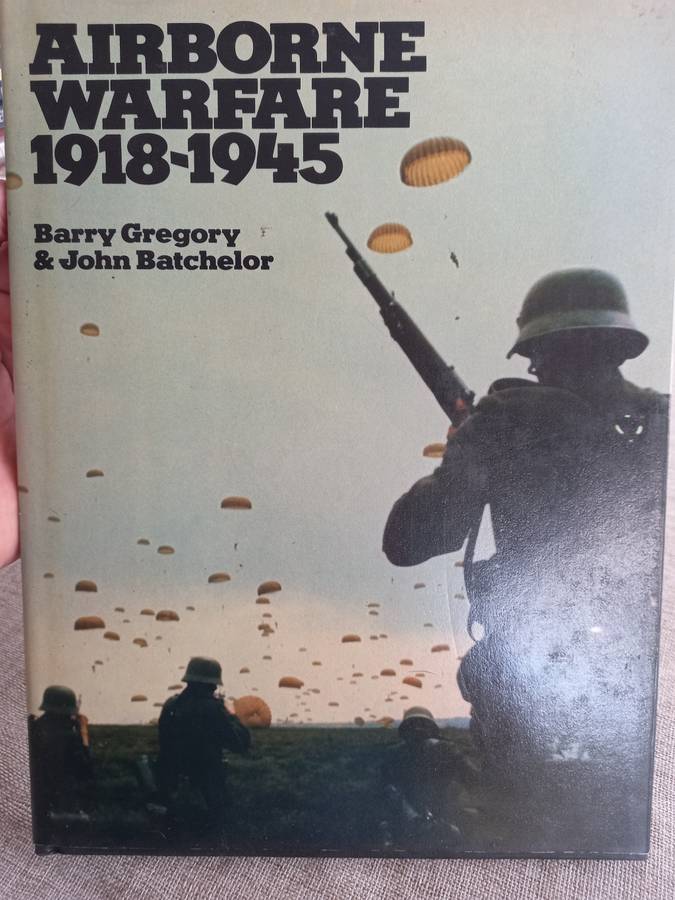 AIRBORNE
WARFARE
1918-1945
Barry Gregory
& John Batchelor